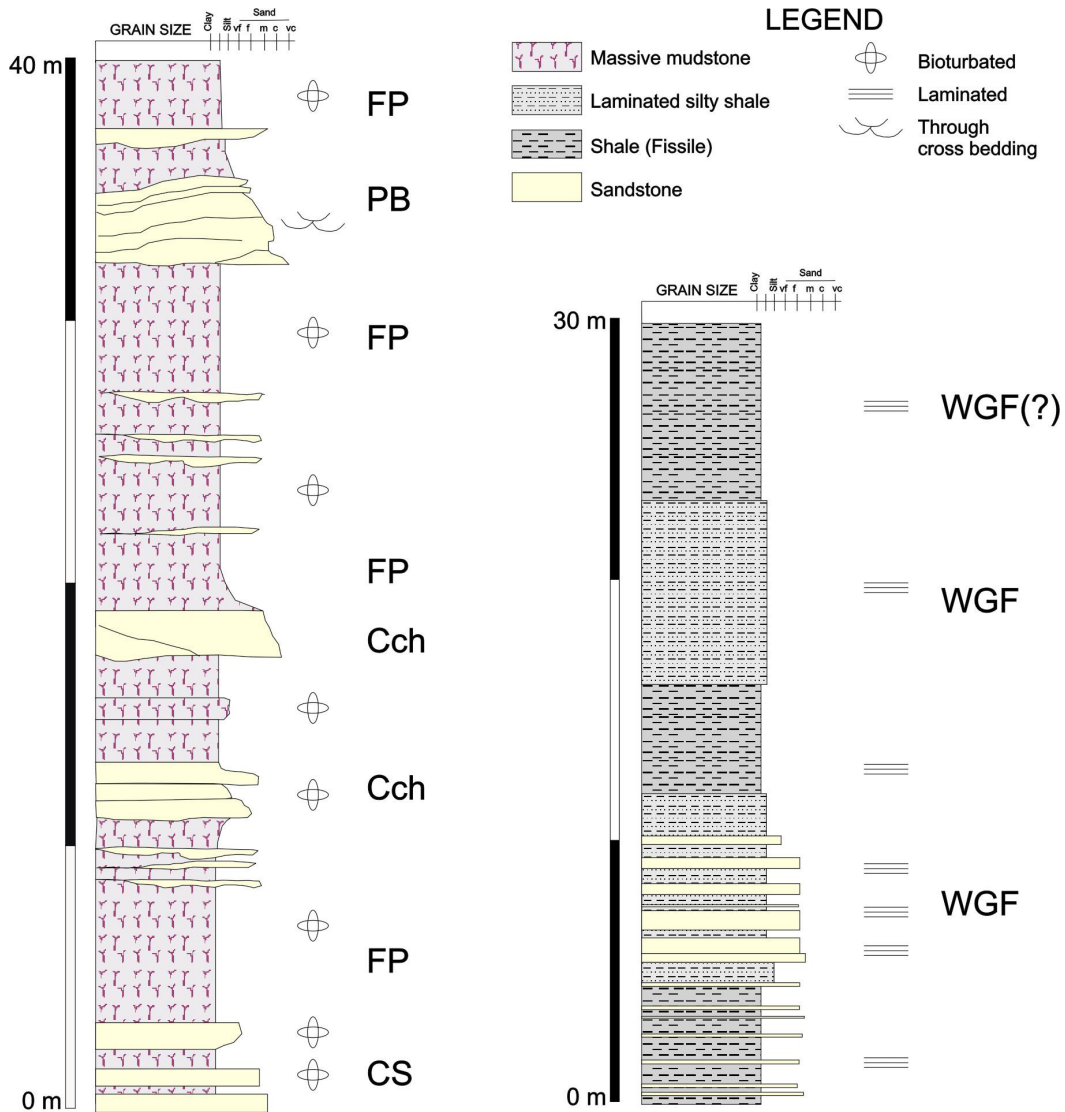 GRAIN SIZE
Clay
Silt
vf
f
m
c
vc
Sand
40 m
FP
PB
FP
FP
Cch
Cch
FP
CS
0 m
LEGEND
Massive mudstone
Laminated silty shale
Shale (Fissile)
Sandstone
Bioturbated
Laminated
Through
cross bedding
GRAIN SIZE
Clay
Silt
vf
f
m
c
vc
Sand
30 m
WGF(?)
WGF
WGF
0 m